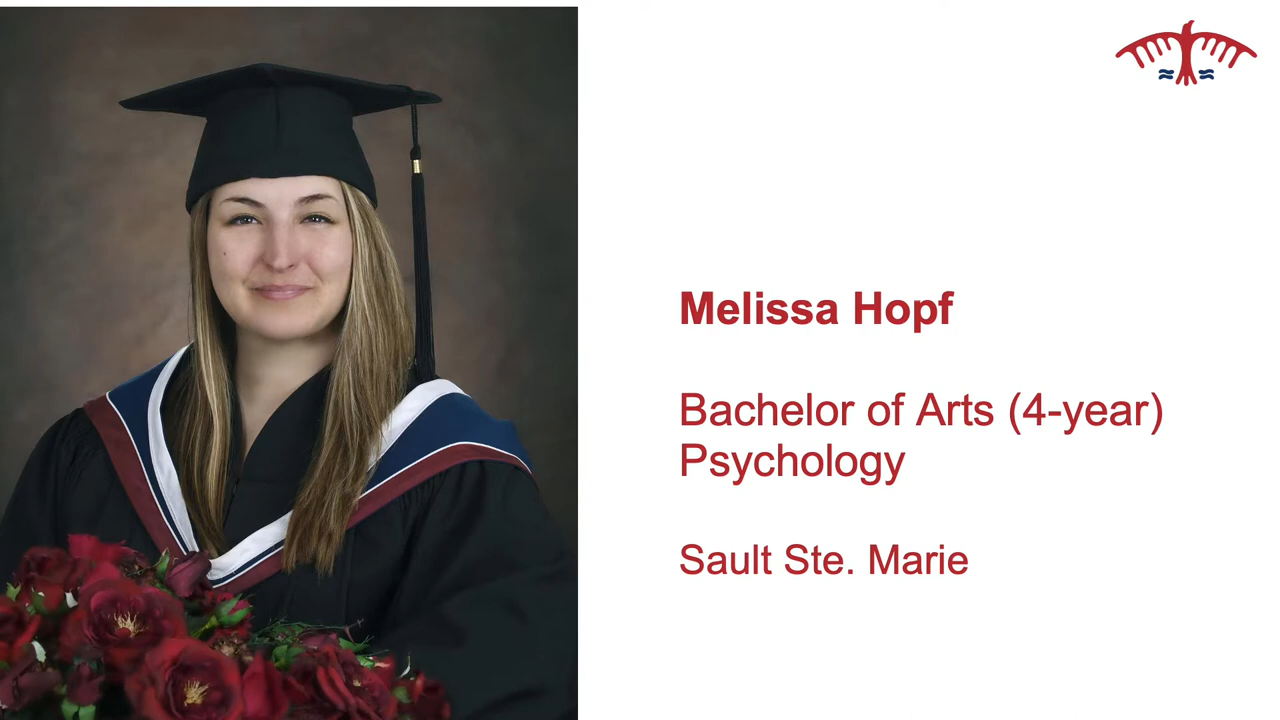 Melissa Hopf
Bachelor of Arts (4-year)
Psychology
Sault Ste. Marie